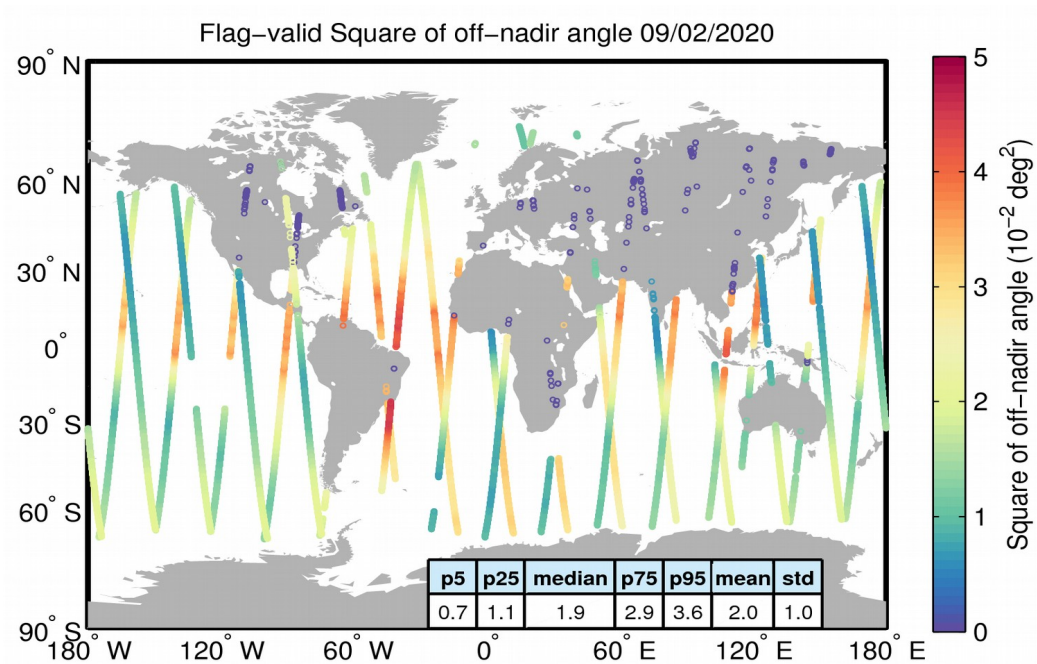 Flag−valid Square of off−nadir angle 09/02/2020
90° N
60° N
30° N
0°
30° S
60° S
90° S
180° W
120° W
60° W
0°
60° E
120° E
180° E
p5 p25 median p75 p95 mean std
0.7 1.1 1.9 2.9 3.6 2.0 1.0
5
4
3
2
1
0
Square of off−nadir angle (10⁻² deg²)